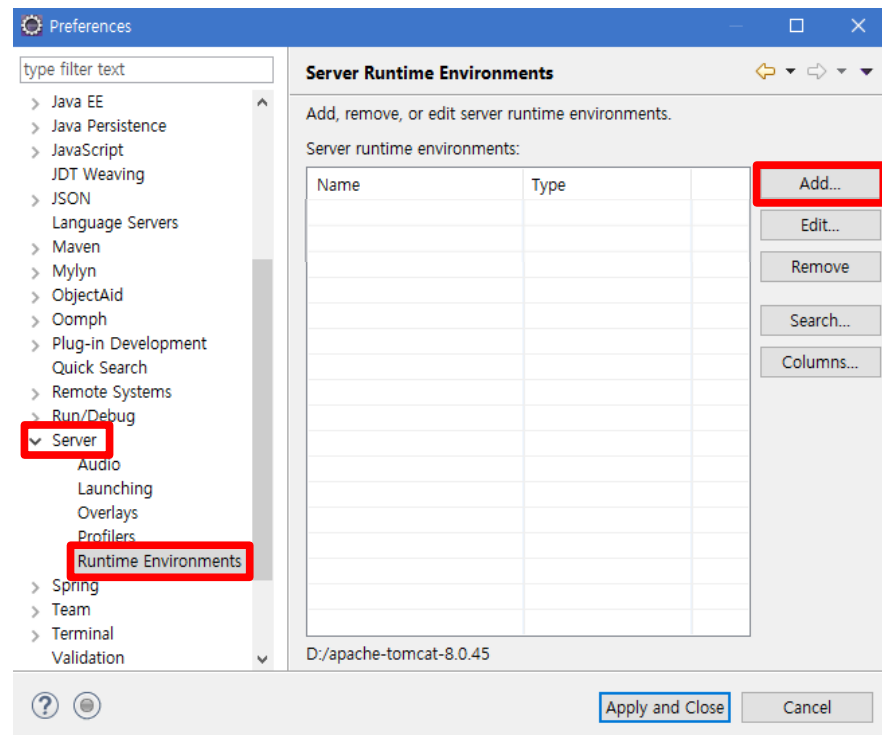 Preferences
type filter text
Java EE
Java Persistence
JavaScript
JDT Weaving
JSON
Language Servers
Maven
Mylyn
ObjectAid
Oomph
Plug-in Development
Quick Search
Remote Systems
Run/Debug
Server
Audio
Launching
Overlays
Profilers
Runtime Environments
Spring
Team
Terminal
Validation
Server Runtime Environments
Add, remove, or edit server runtime environments.
Server runtime environments:
Name Type
Add...
Edit...
Remove
Search...
Columns...
D:/apache-tomcat-8.0.45
Apply and Close Cancel